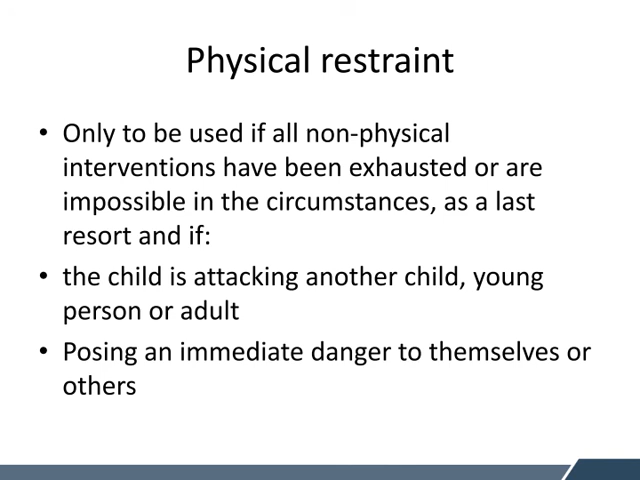 Physical restraint
• Only to be used if all non-physical
interventions have been exhausted or are
impossible in the circumstances, as a last
resort and if:
• the child is attacking another child, young
person or adult
• Posing an immediate danger to themselves or
others